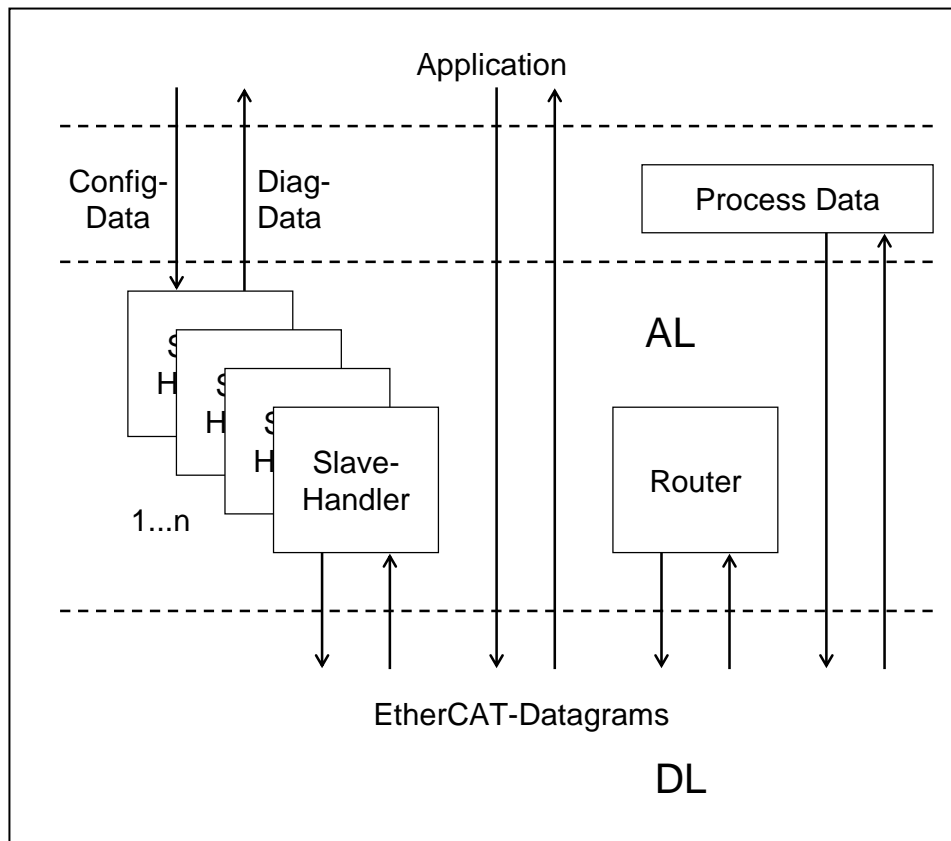 Application
Config-
Data
Diag-
Data
Process Data
AL
S
H
S
H
S
H
Slave-
Handler
Router
1...n
EtherCAT-Datagrams
DL